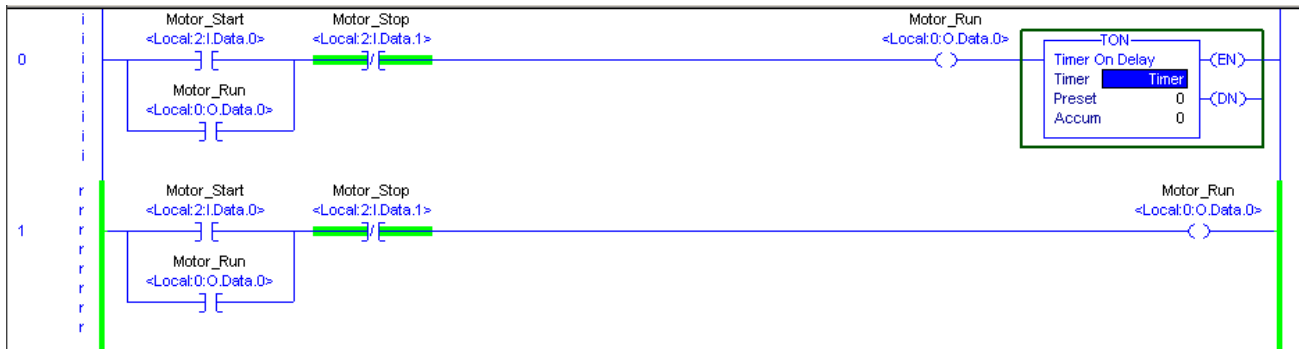 Motor_Start Motor_Stop Motor_Run
<Local:2:I.Data.0> <Local:2:I.Data.1> <Local:0:O.Data.0>
TON
0
Timer On Delay EN
Timer Timer
Preset 0 DN
Accum 0
Motor_Run
<Local:0:O.Data.0>
i
i
i
i
i
i
i
i
Motor_Start Motor_Stop Motor_Run
<Local:2:I.Data.0> <Local:2:I.Data.1> <Local:0:O.Data.0>
1
Motor_Run
<Local:0:O.Data.0>
r
r
r
r
r
r
r
r